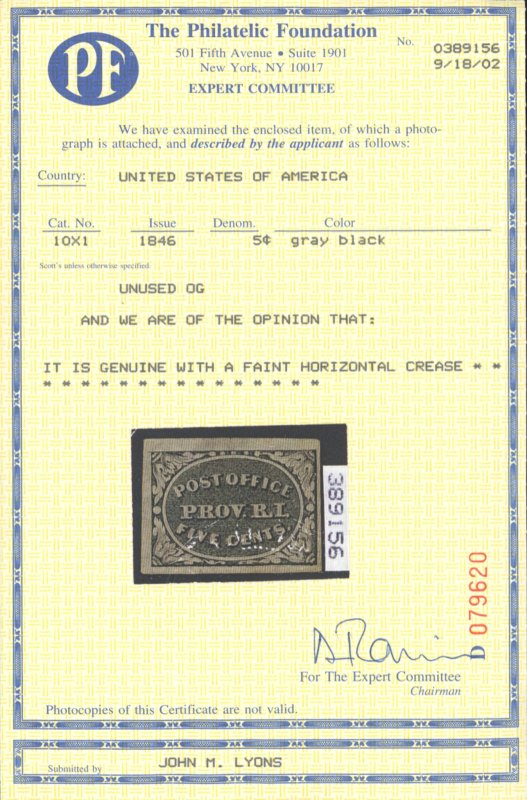 PF
The Philatelic Foundation
501 Fifth Avenue • Suite 1901
New York, NY 10017
EXPERT COMMITTEE
No. 0389156
9/18/02
We have examined the enclosed item, of which a photo-
graph is attached, and described by the applicant as follows:
Country: UNITED STATES OF AMERICA
Cat. No. Issue Denom. Color
10X1 1846 5¢ gray black
Scott's unless otherwise specified.
UNUSED OG
AND WE ARE OF THE OPINION THAT:
IT IS GENUINE WITH A FAINT HORIZONTAL CREASE * *
* * * * * * * * * * * * * * *
POST OFFICE
PROV. R.I.
FIVE CENTS.
389156
D 079620
For The Expert Committee
Chairman
Photocopies of this Certificate are not valid.
Submitted by JOHN M. LYONS